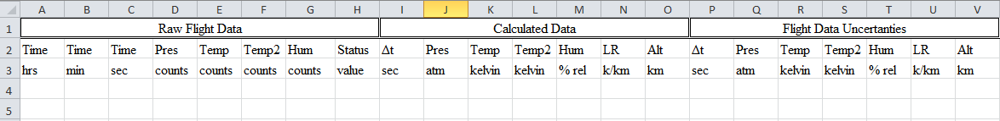 A B C D E F G H I J K L M N O P Q R S T U V
1 Raw Flight Data Calculated Data Flight Data Uncertanties
2 Time Time Time Pres Temp Temp2 Hum Status Δt Pres Temp Temp2 Hum LR Alt Δt Pres Temp Temp2 Hum LR Alt
3 hrs min sec counts counts counts counts value sec atm kelvin kelvin % rel k/km km sec atm kelvin kelvin % rel k/km km
4
5